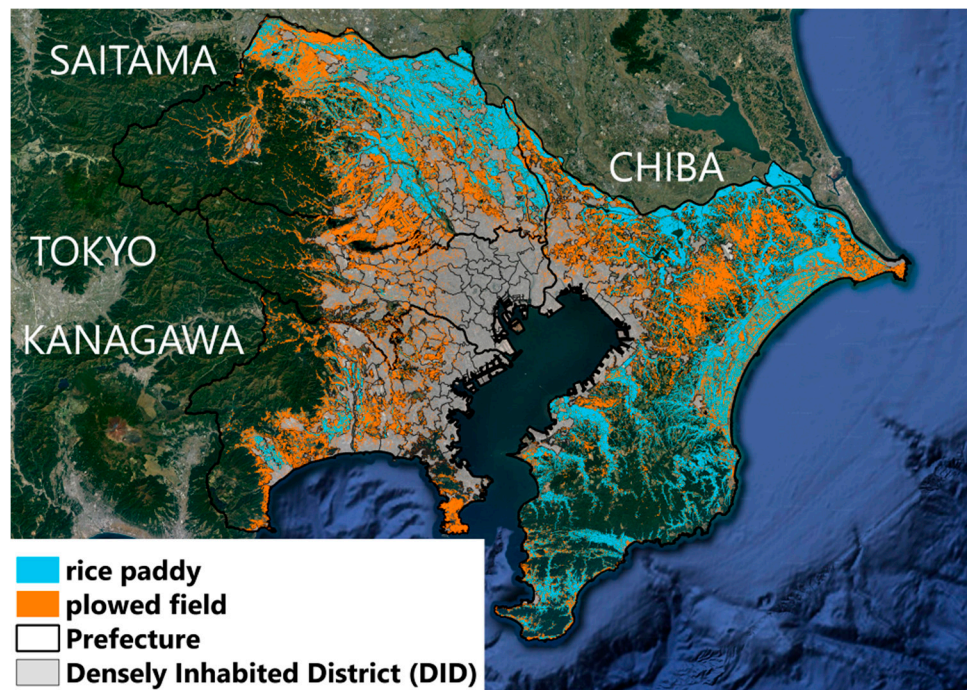 SAITAMA
CHIBA
TOKYO
KANAGAWA
rice paddy
plowed field
Prefecture
Densely Inhabited District (DID)